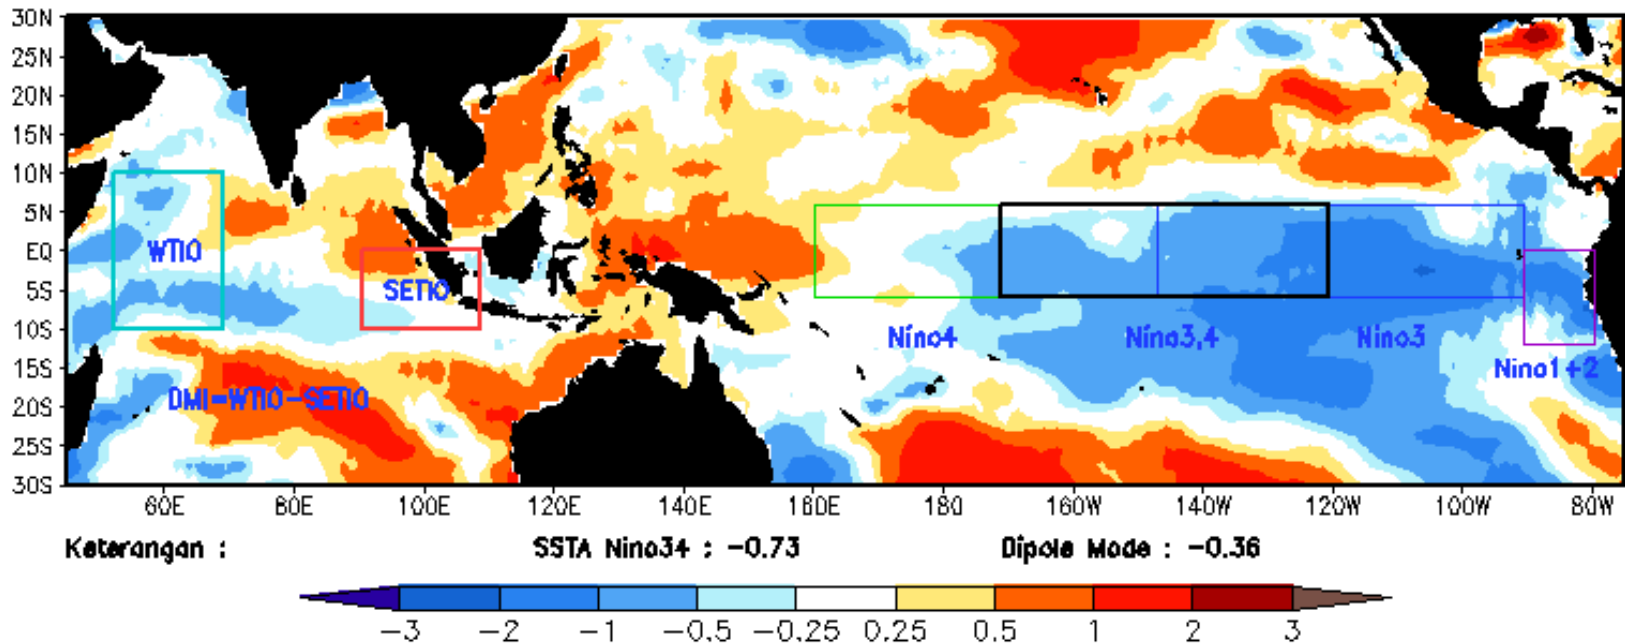 30N
25N
20N
15N
10N
5N
EQ
5S
10S
15S
20S
25S
30S
WTIO
SETIO
Nino4
Nino3,4
Nino3
Nino1+2
DMI=WTIO-SETIO
60E 80E 100E 120E 140E 160E 180 160W 140W 120W 100W 80W
Keterangan : SSTA Nino34 : -0.73 Dipole Mode : -0.36
-3 -2 -1 -0.5 -0.25 0.25 0.5 1 2 3